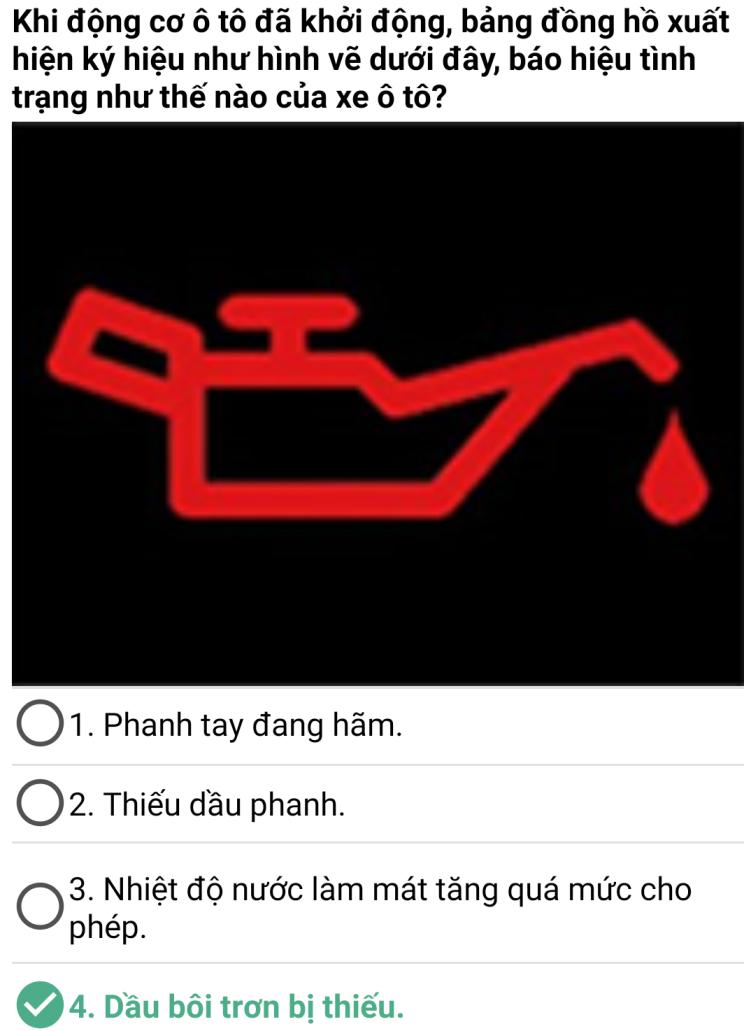 Khi động cơ ô tô đã khởi động, bảng đồng hồ xuất
hiện ký hiệu như hình vẽ dưới đây, báo hiệu tình
trạng như thế nào của xe ô tô?
1. Phanh tay đang hãm.
2. Thiếu dầu phanh.
3. Nhiệt độ nước làm mát tăng quá mức cho
phép.
4. Dầu bôi trơn bị thiếu.